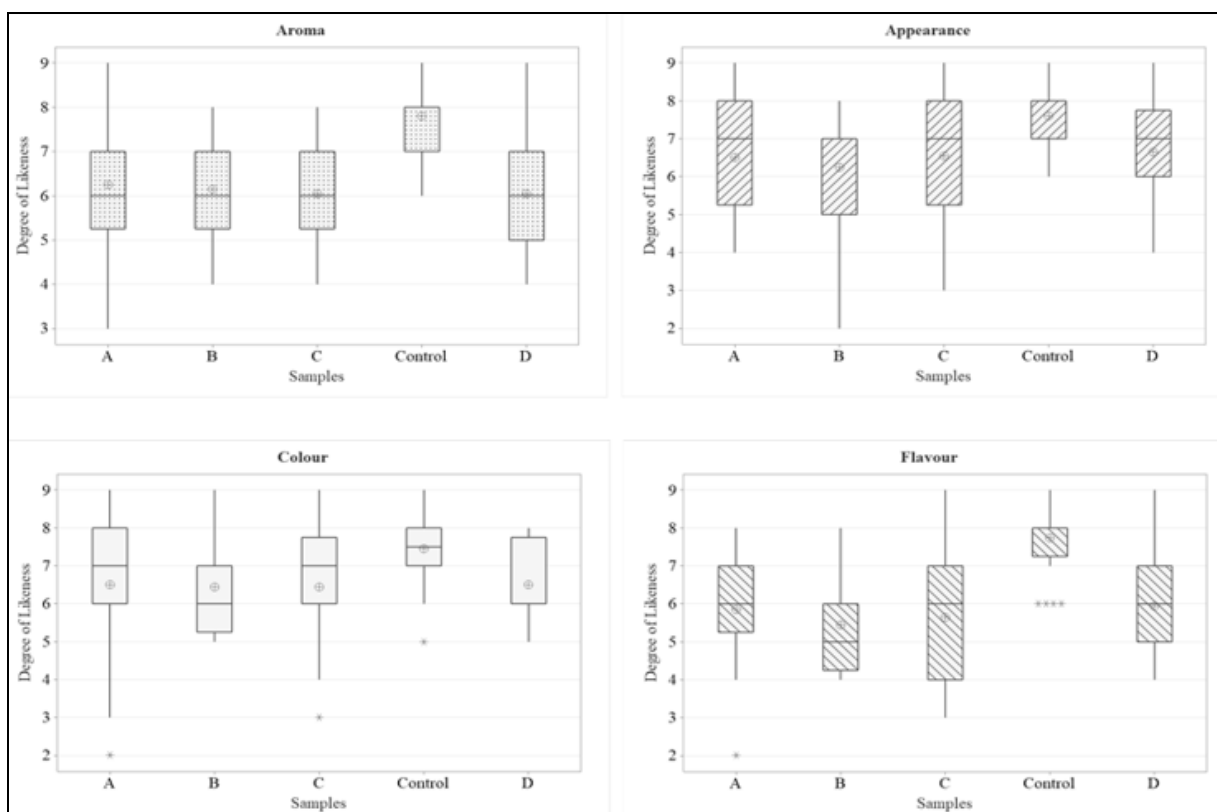 Aroma
Degree of Likeness
9
8
7
6
5
4
3
A B C Control D
Samples
Appearance
Degree of Likeness
9
8
7
6
5
4
3
2
A B C Control D
Samples
Colour
Degree of Likeness
9
8
7
6
5
4
3
2
A B C Control D
Samples
Flavour
Degree of Likeness
9
8
7
6
5
4
3
2
A B C Control D
Samples